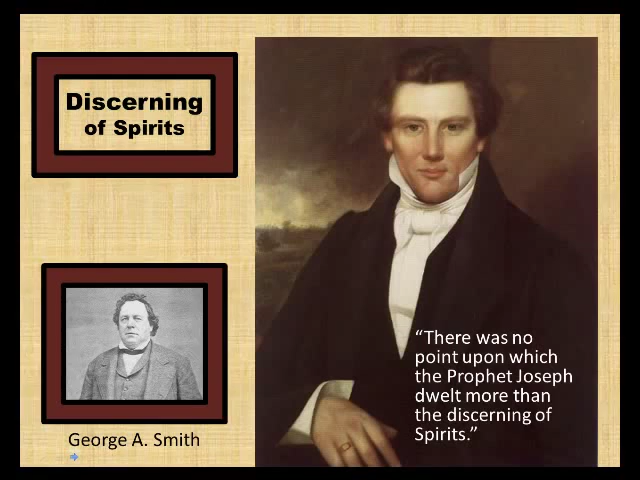 Discerning
of Spirits
“There was no
point upon which
the Prophet Joseph
dwelt more than
the discerning of
Spirits.”
George A. Smith